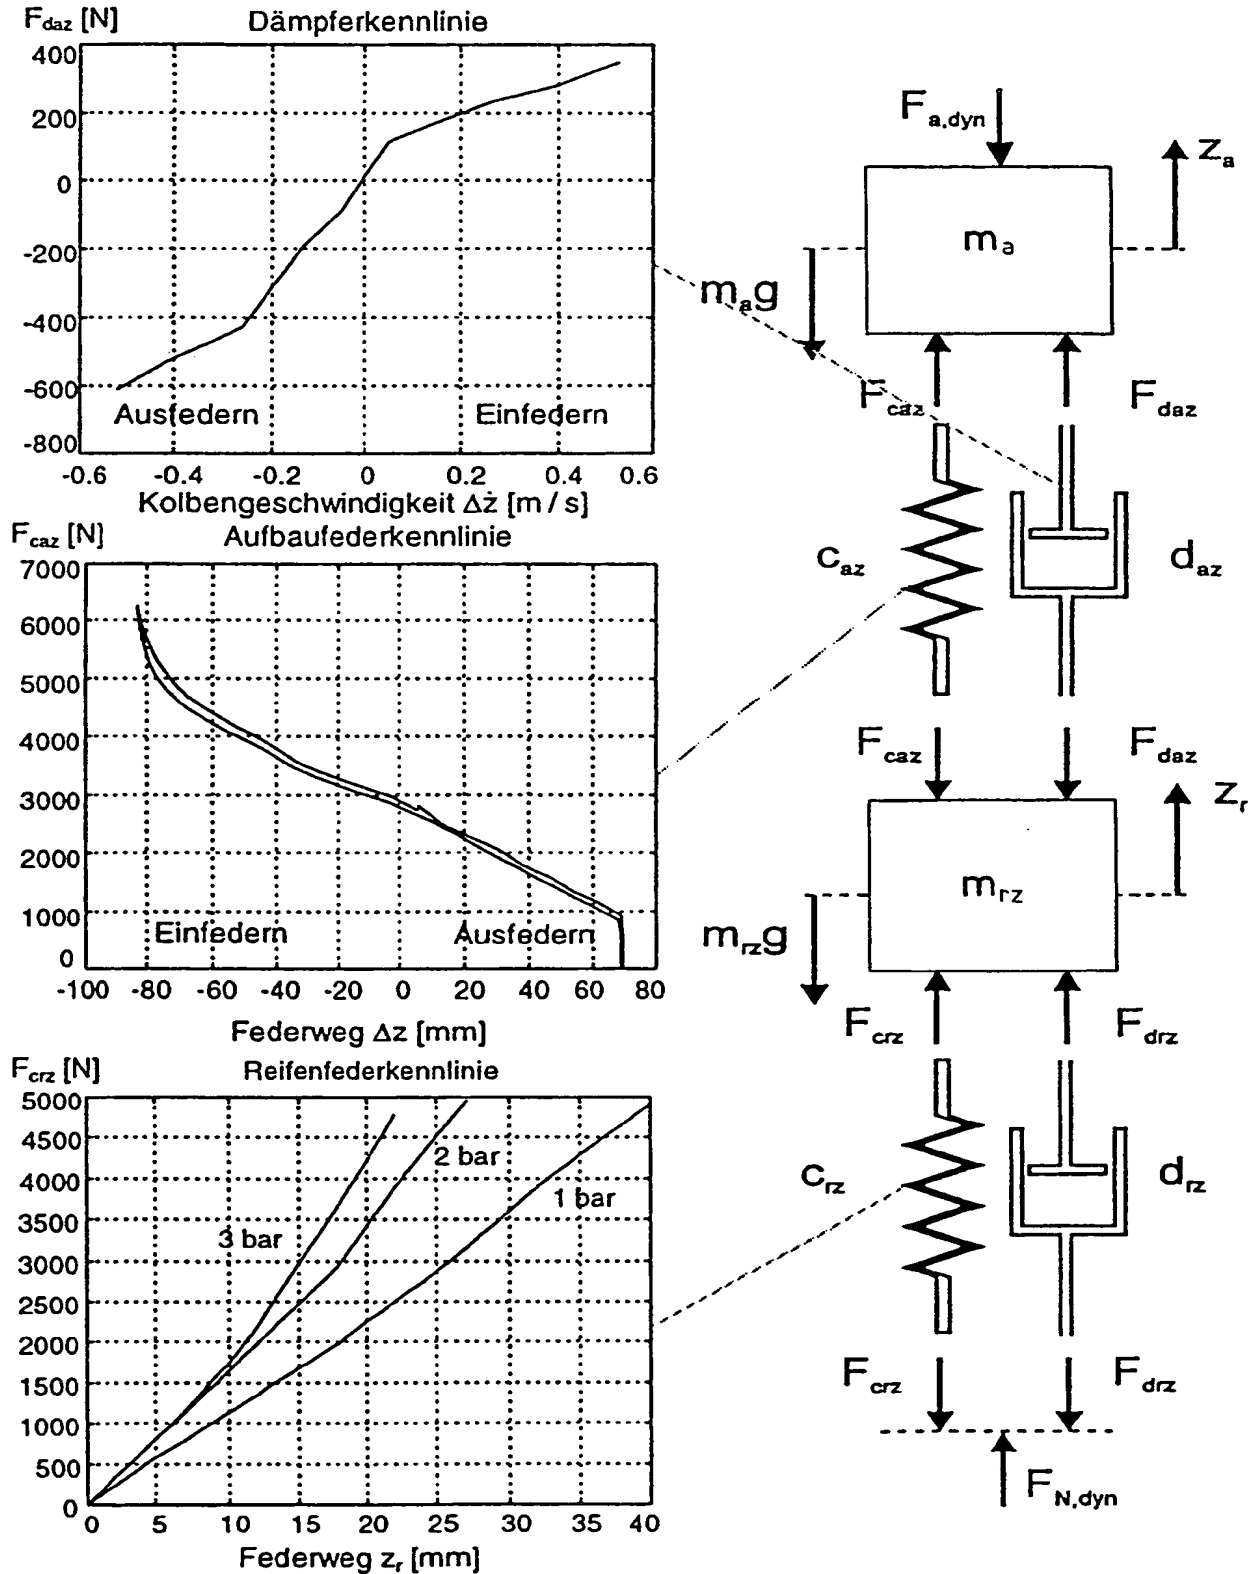 F_daz [N] Dämpferkennlinie
400
200
0
-200
-400
-600
-800
Ausfedern Einfedern
-0.6 -0.4 -0.2 0 0.2 0.4 0.6
Kolbengeschwindigkeit Δż [m / s]
F_caz [N] Aufbaufederkennlinie
7000
6000
5000
4000
3000
2000
1000
0
Einfedern Ausfedern
-100 -80 -60 -40 -20 0 20 40 60 80
Federweg Δz [mm]
F_crz [N] Reifenfederkennlinie
5000
4500
4000
3500
3000
2500
2000
1500
1000
500
0
3 bar
2 bar
1 bar
0 5 10 15 20 25 30 35 40
Federweg z_r [mm]
F_a,dyn
z_a
m_a
m_a g
F_caz F_daz
c_az d_az
F_caz F_daz
z_r
m_rz
m_rz g
F_crz F_drz
c_rz d_rz
F_crz F_drz
F_N,dyn